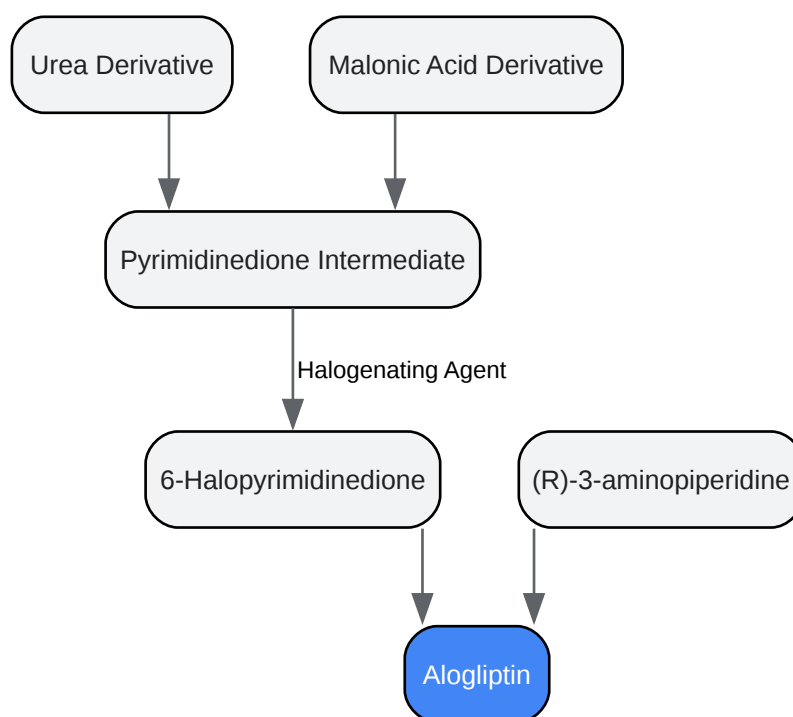 Urea Derivative
Malonic Acid Derivative
Pyrimidinedione Intermediate
Halogenating Agent
6-Halopyrimidinedione
(R)-3-aminopiperidine
Alogliptin